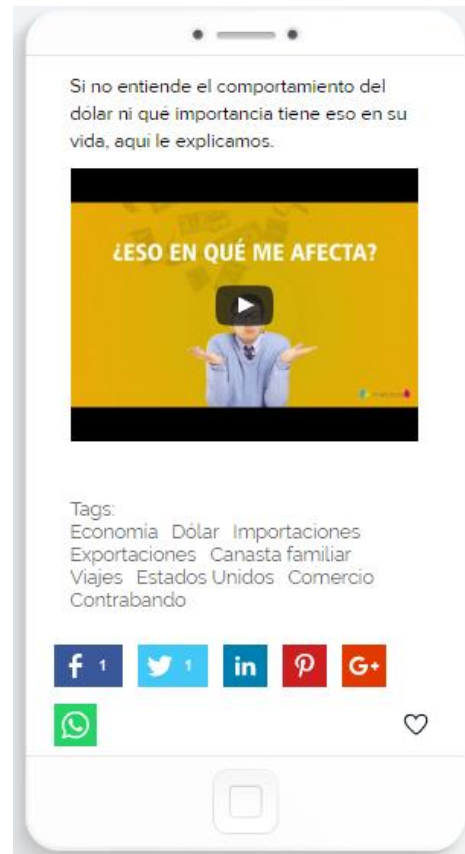 Si no entiende el comportamiento del
dólar ni qué importancia tiene eso en su
vida, aquí le explicamos.
¿ESO EN QUÉ ME AFECTA?
Tags:
Economía Dólar Importaciones
Exportaciones Canasta familiar
Viajes Estados Unidos Comercio
Contrabando
f 1
1
in
G+